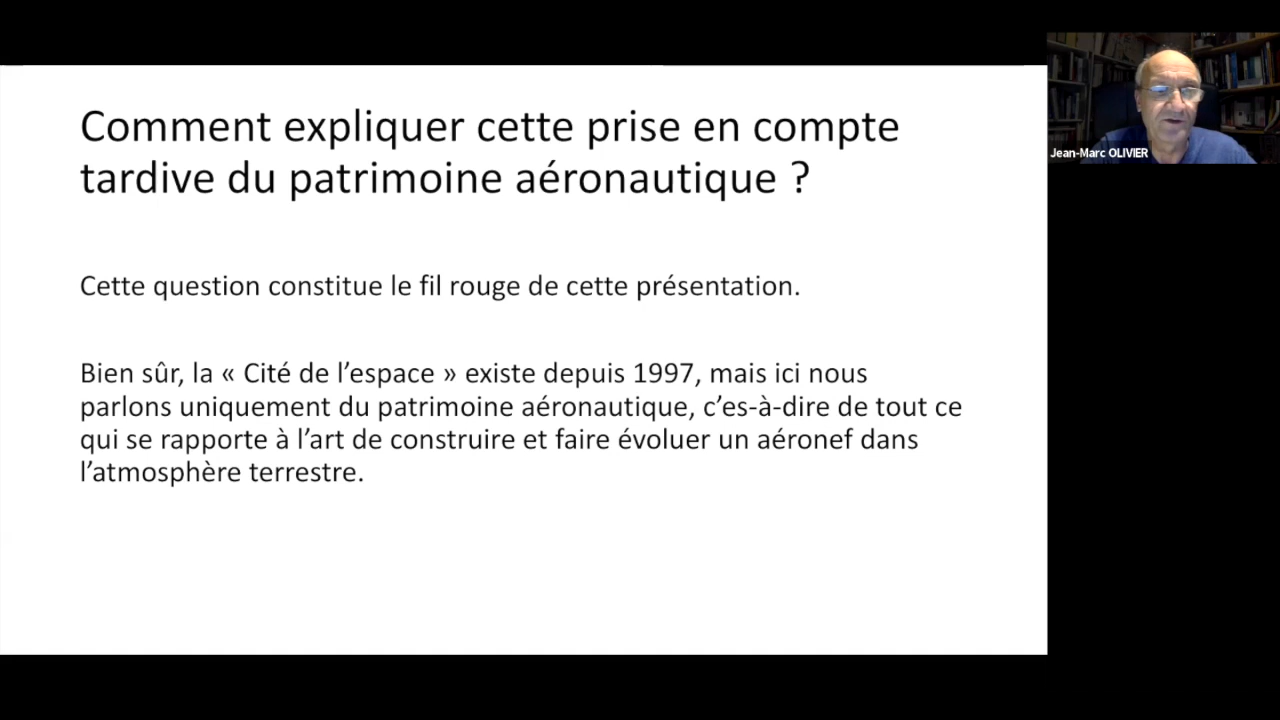 Comment expliquer cette prise en compte
tardive du patrimoine aéronautique ?
Cette question constitue le fil rouge de cette présentation.
Bien sûr, la « Cité de l’espace » existe depuis 1997, mais ici nous
parlons uniquement du patrimoine aéronautique, c’es-à-dire de tout ce
qui se rapporte à l’art de construire et faire évoluer un aéronef dans
l’atmosphère terrestre.
Jean-Marc OLIVIER